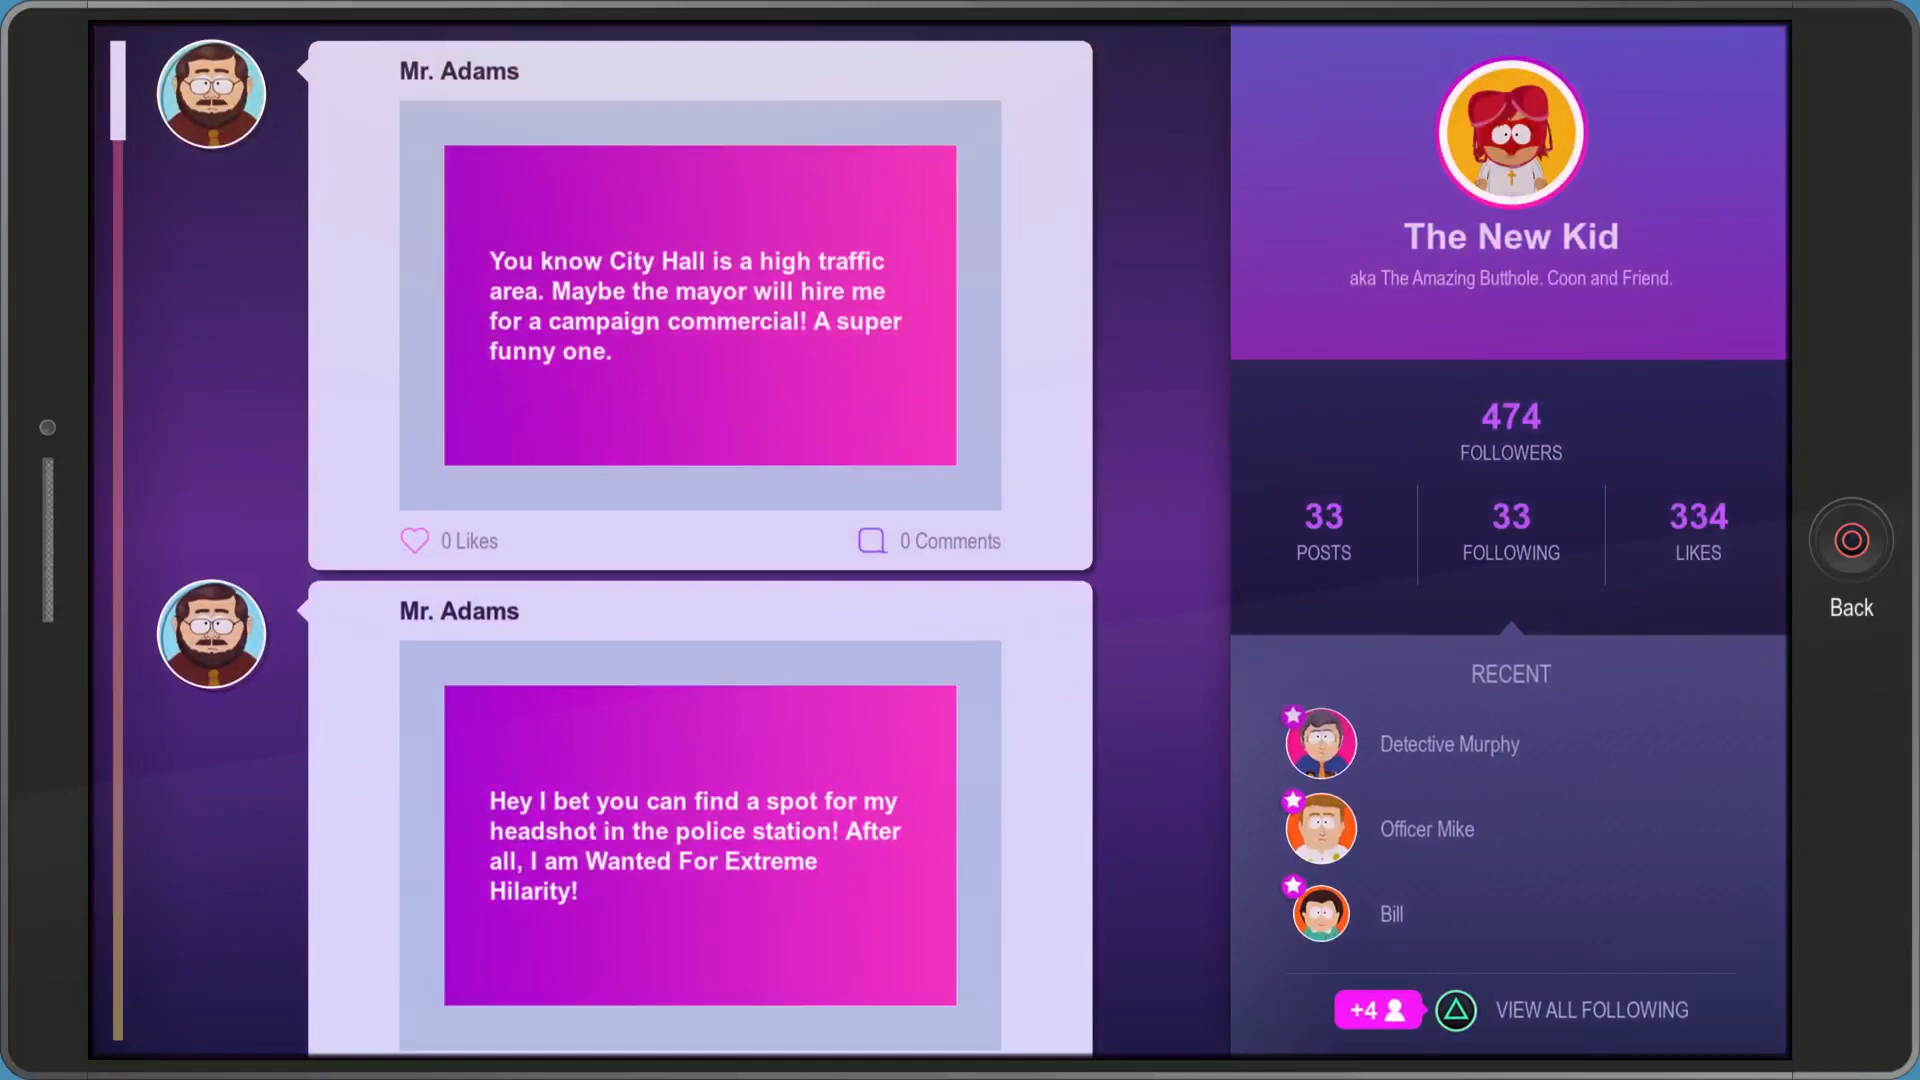 Mr. Adams
You know City Hall is a high traffic
area. Maybe the mayor will hire me
for a campaign commercial! A super
funny one.
0 Likes
0 Comments
Mr. Adams
Hey I bet you can find a spot for my
headshot in the police station! After
all, I am Wanted For Extreme
Hilarity!
The New Kid
aka The Amazing Butthole. Coon and Friend.
474
FOLLOWERS
33
POSTS
33
FOLLOWING
334
LIKES
RECENT
Detective Murphy
Officer Mike
Bill
+4
VIEW ALL FOLLOWING
Back